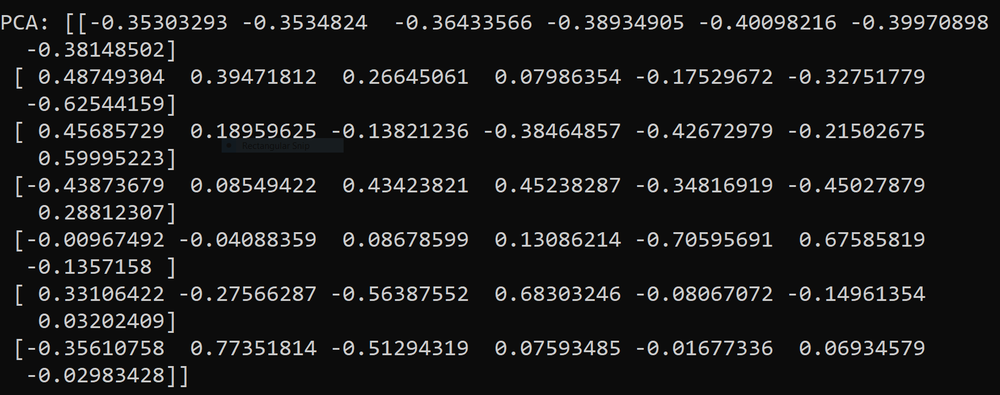 PCA: [[-0.35303293 -0.3534824  -0.36433566 -0.38934905 -0.40098216 -0.39970898
  -0.38148502]
 [ 0.48749304  0.39471812  0.26645061  0.07986354 -0.17529672 -0.32751779
  -0.62544159]
 [ 0.45685729  0.18959625 -0.13821236 -0.38464857 -0.42672979 -0.21502675
Rectangular Snip
   0.59995223]
 [-0.43873679  0.08549422  0.43423821  0.45238287 -0.34816919 -0.45027879
   0.28812307]
 [-0.00967492 -0.04088359  0.08678599  0.13086214 -0.70595691  0.67585819
  -0.1357158 ]
 [ 0.33106422 -0.27566287 -0.56387552  0.68303246 -0.08067072 -0.14961354
   0.03202409]
 [-0.35610758  0.77351814 -0.51294319  0.07593485 -0.01677336  0.06934579
  -0.02983428]]